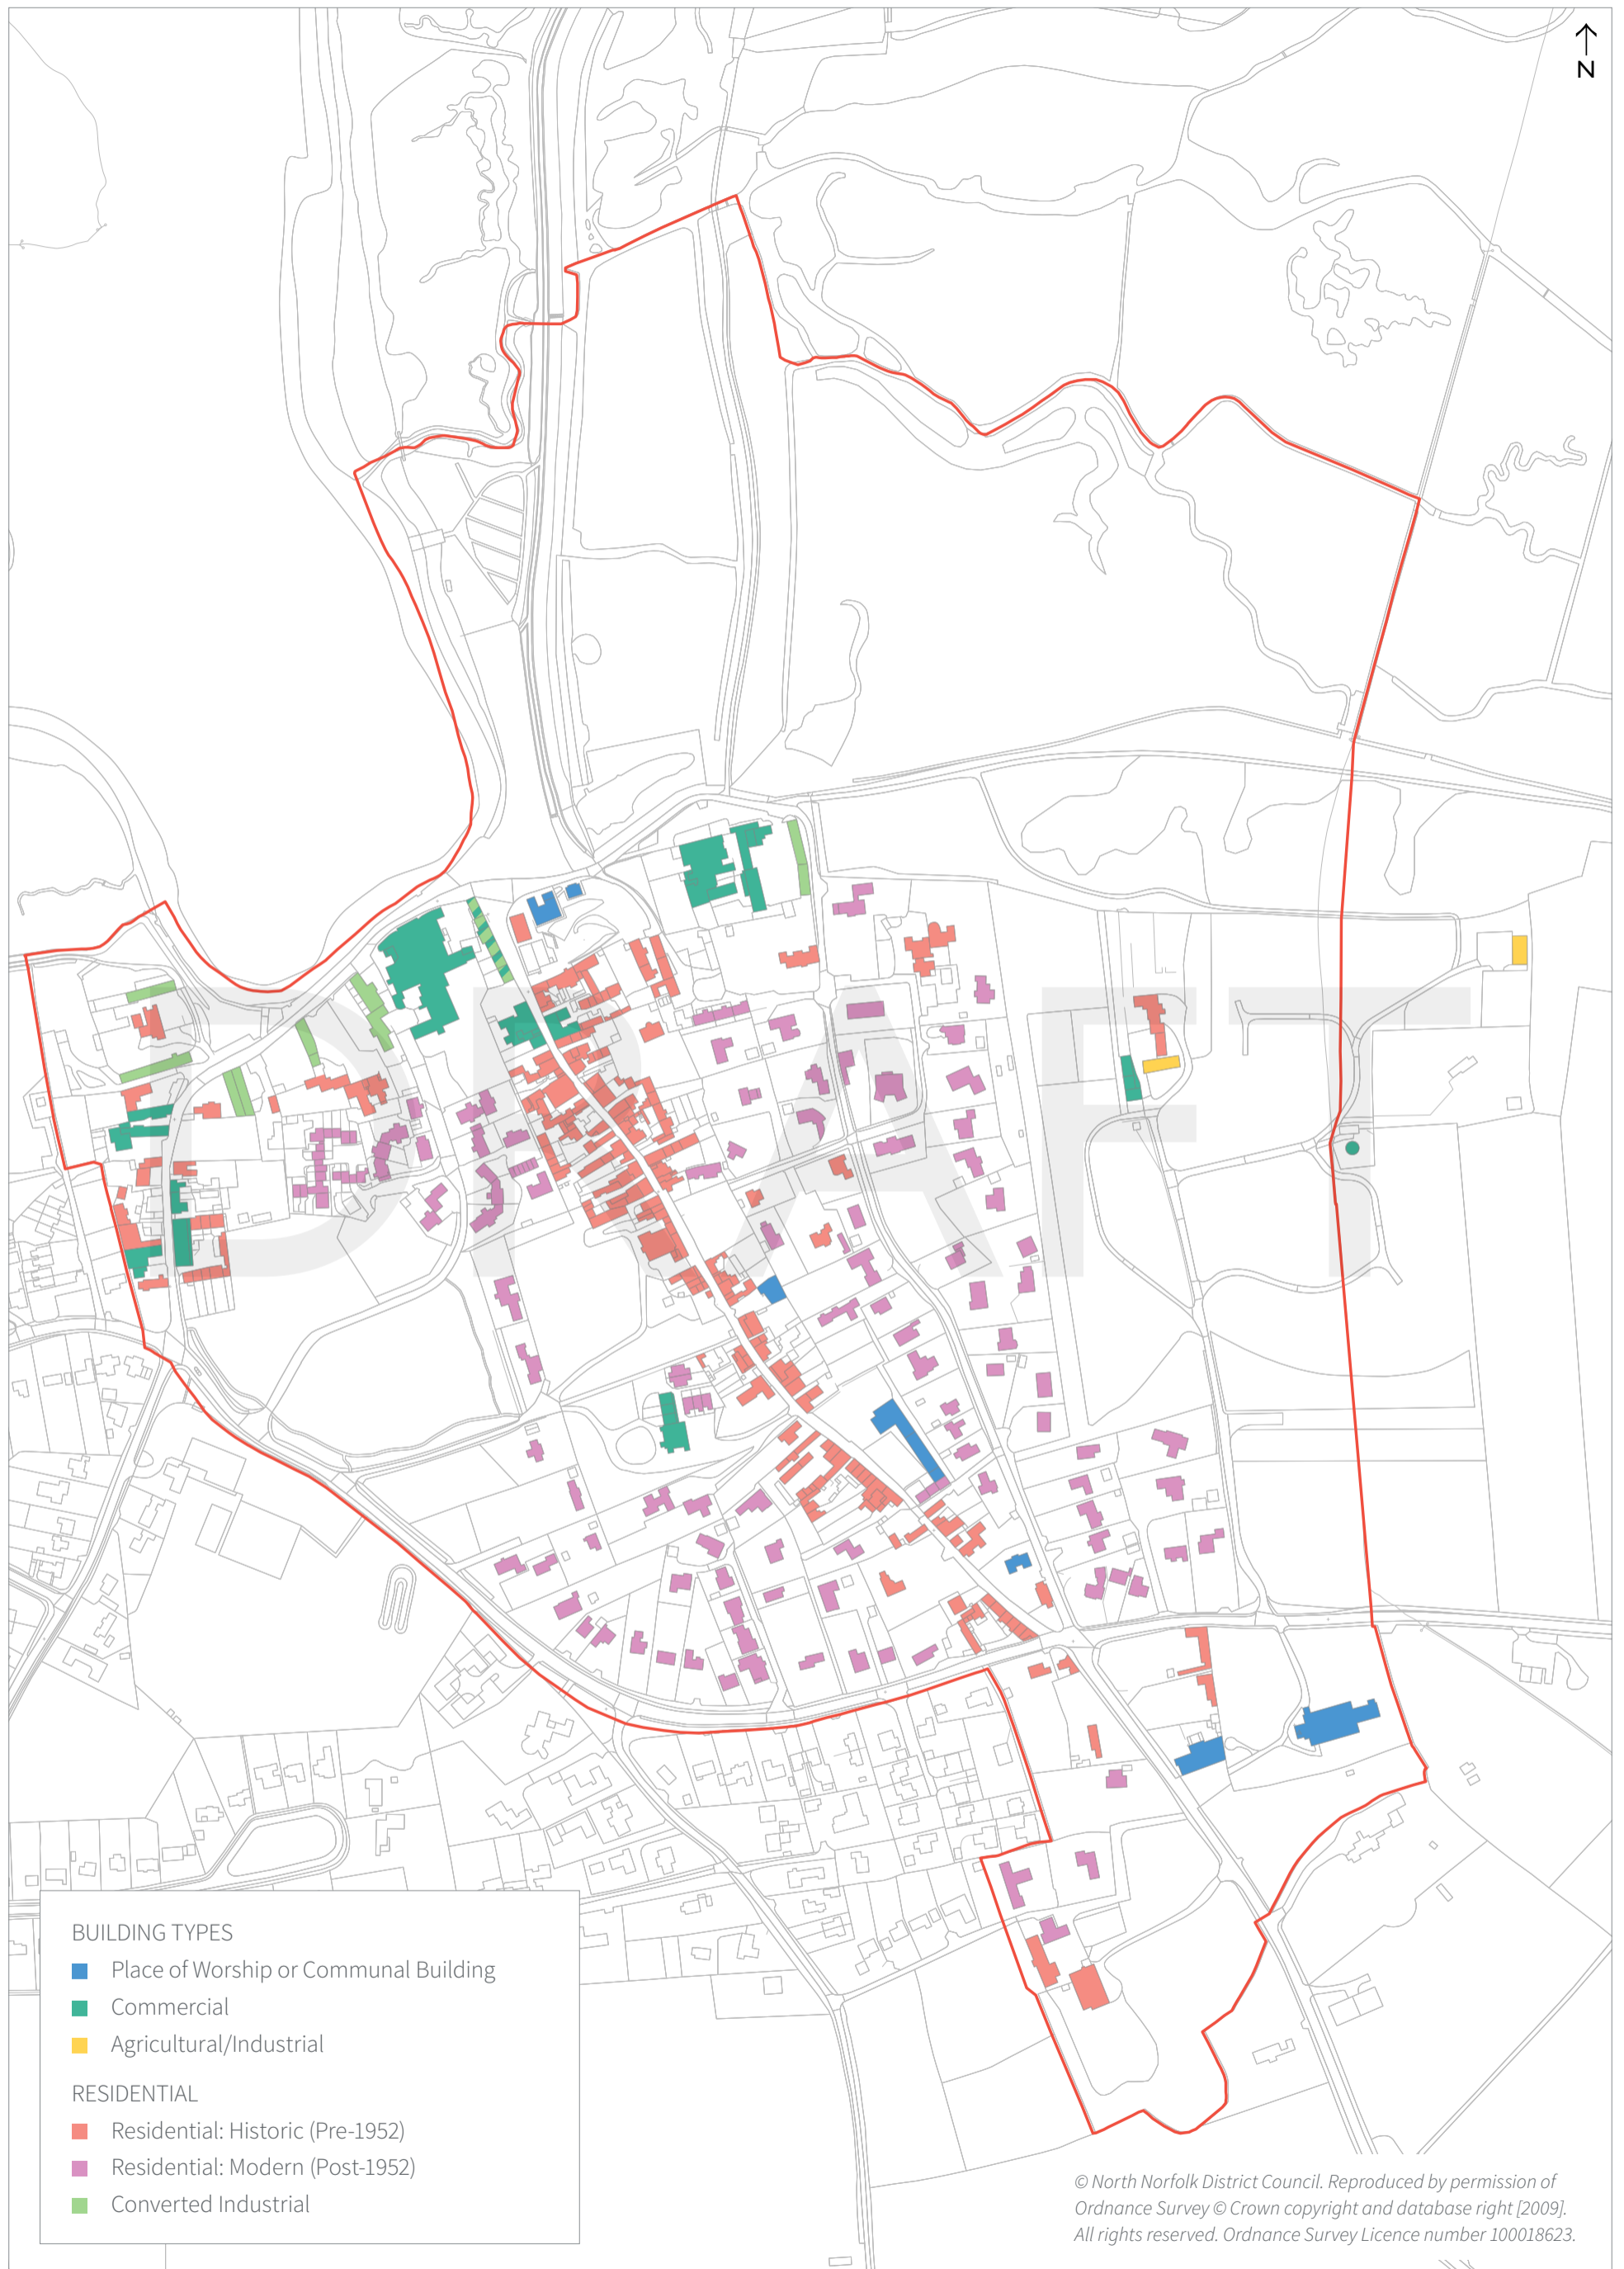 N
DRAFT
BUILDING TYPES
Place of Worship or Communal Building
Commercial
Agricultural/Industrial
RESIDENTIAL
Residential: Historic (Pre-1952)
Residential: Modern (Post-1952)
Converted Industrial
© North Norfolk District Council. Reproduced by permission of
Ordnance Survey © Crown copyright and database right [2009].
All rights reserved. Ordnance Survey Licence number 100018623.